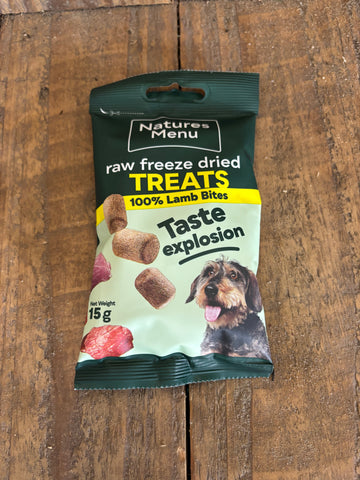 Natures
Menu
raw freeze dried
TREATS
100% Lamb Bites
Taste
explosion
Net Weight
15g